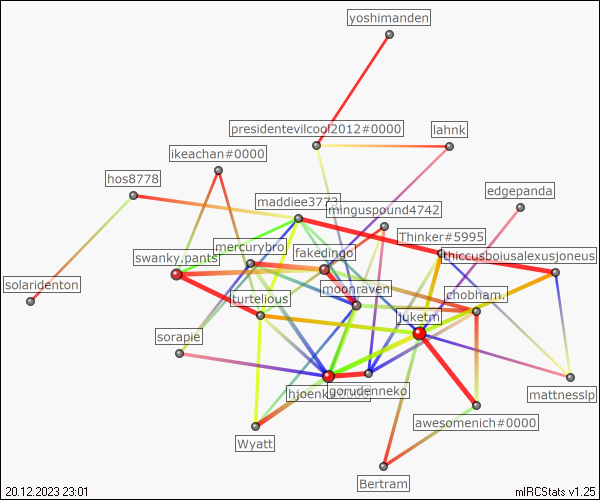 yoshimanden
presidentevilcool2012#0000
lahnk
ikeachan#0000
hos8778
edgepanda
maddiee3773
minguspound4742
Thinker#5995
mercurybro
fakedingo
thiccusboiusalexusjoneus
swanky.pants
solaridenton
moonraven
chobham.
turtelious
juketm
sorapie
gorudenneko
mattnesslp
awesomenich#0000
Wyatt
Bertram
20.12.2023 23:01
mIRCStats v1.25